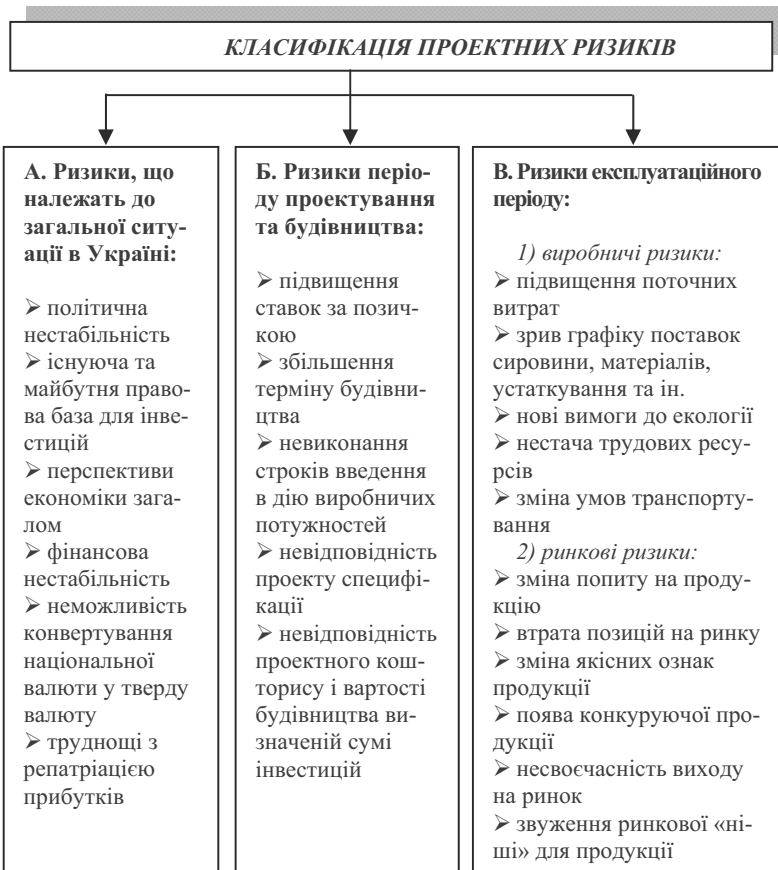 КЛАСИФІКАЦІЯ ПРОЕКТНИХ РИЗИКІВ
А. Ризики, що
належать до
загальної ситу-
ації в Україні:
➢ політична
нестабільність
➢ існуюча та
майбутня право-
ва база для інве-
стицій
➢ перспективи
економіки зага-
лом
➢ фінансова
нестабільність
➢ неможливість
конвертування
національної
валюти у тверду
валюту
➢ труднощі з
репатріацією
прибутків
Б. Ризики періо-
ду проектування
та будівництва:
➢ підвищення
ставок за позич-
кою
➢ збільшення
терміну будівни-
цтва
➢ невиконання
строків введення
в дію виробничих
потужностей
➢ невідповідність
проекту специфі-
кації
➢ невідповідність
проектного кош-
торису і вартості
будівництва ви-
значеній сумі
інвестицій
В. Ризики експлуатаційного
періоду:
1) виробничі ризики:
➢ підвищення поточних
витрат
➢ зрив графіку поставок
сировини, матеріалів,
устаткування та ін.
➢ нові вимоги до екології
➢ нестача трудових ресу-
рсів
➢ зміна умов транспорту-
вання
2) ринкові ризики:
➢ зміна попиту на проду-
кцію
➢ втрата позицій на ринку
➢ зміна якісних ознак
продукції
➢ поява конкуруючої про-
дукції
➢ несвоєчасність виходу
на ринок
➢ звуження ринкової «ні-
ші» для продукції